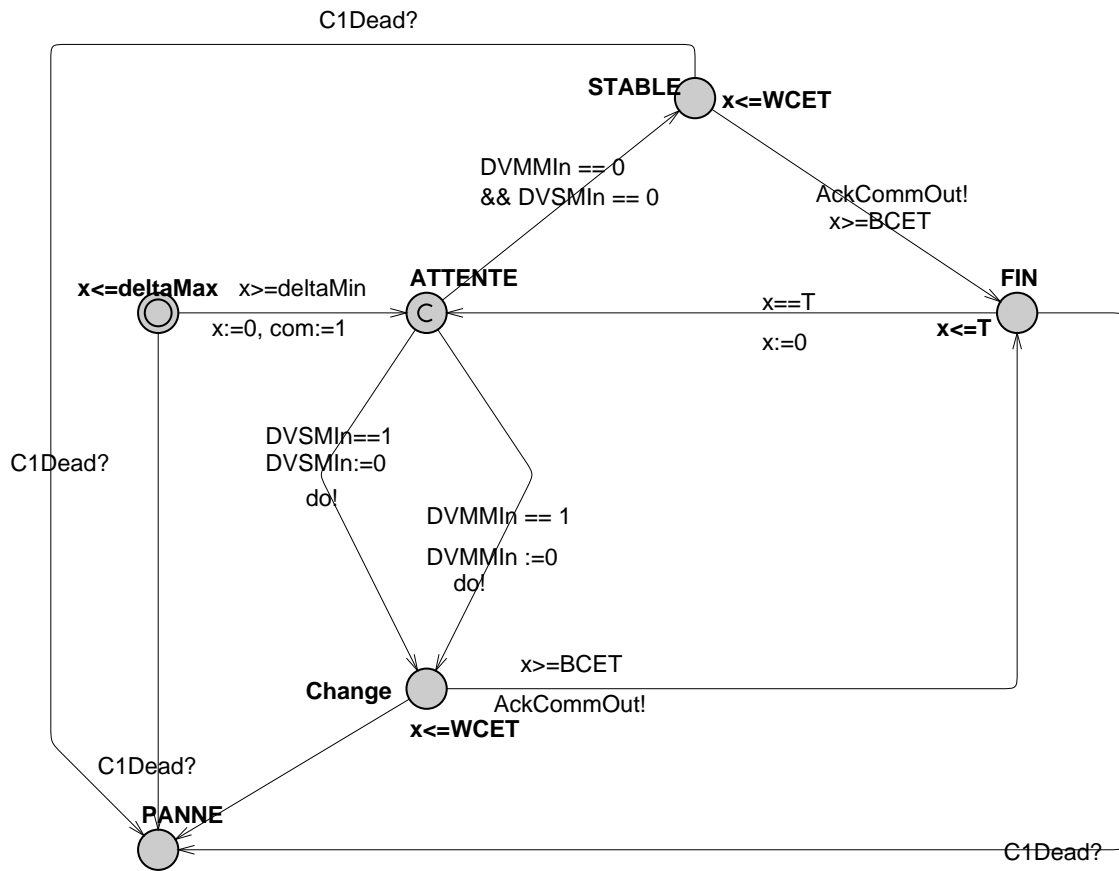 C1Dead?
STABLE
x<=WCET
DVMMIn == 0
&& DVSMIn == 0
AckCommOut!
x>=BCET
ATTENTE
FIN
x<=deltaMax
x>=deltaMin
x:=0, com:=1
C
x==T
x:=0
x<=T
DVSMIn==1
DVSMIn:=0
do!
C1Dead?
DVMMIn == 1
DVMMIn :=0
do!
x>=BCET
AckCommOut!
Change
x<=WCET
C1Dead?
PANNE
C1Dead?